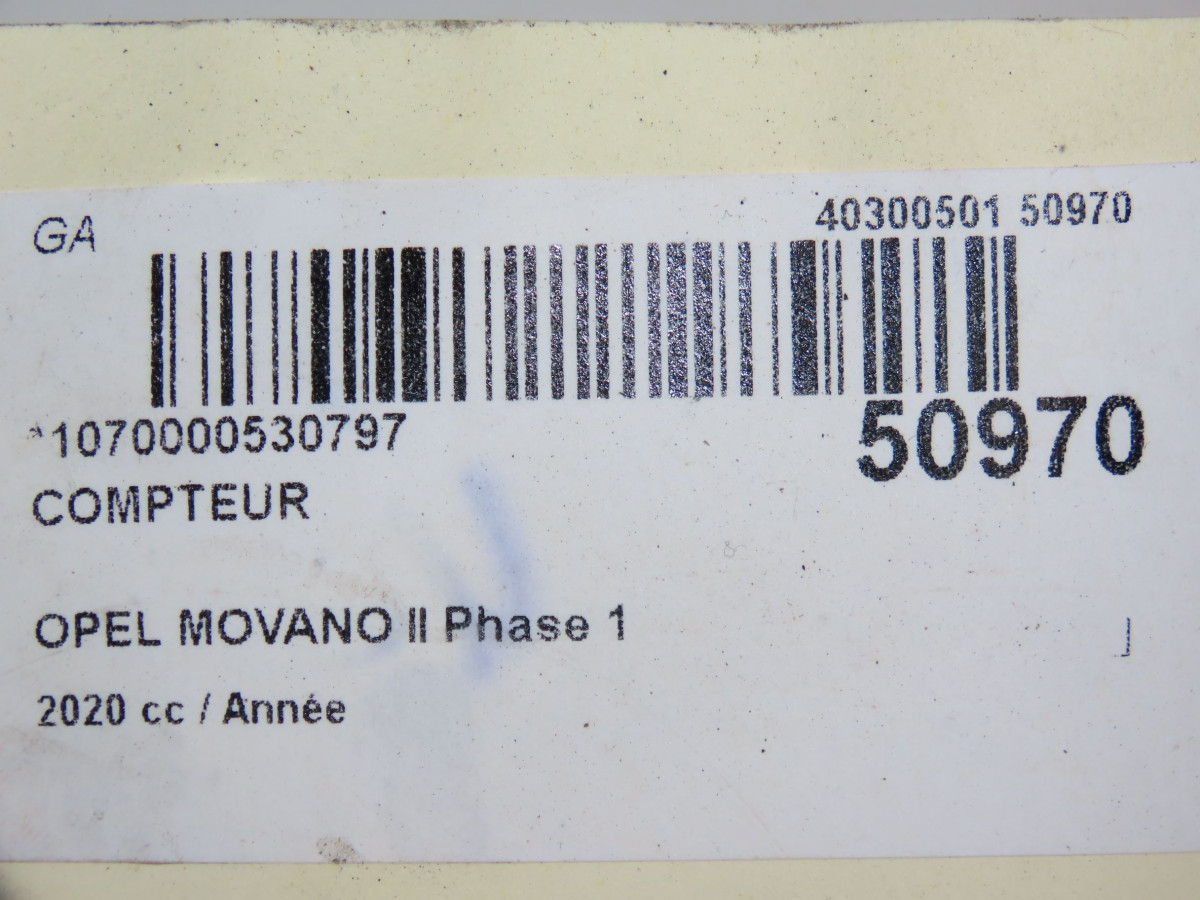 GA
40300501 50970
*1070000530797
50970
COMPTEUR
OPEL MOVANO II Phase 1
2020 cc / Année